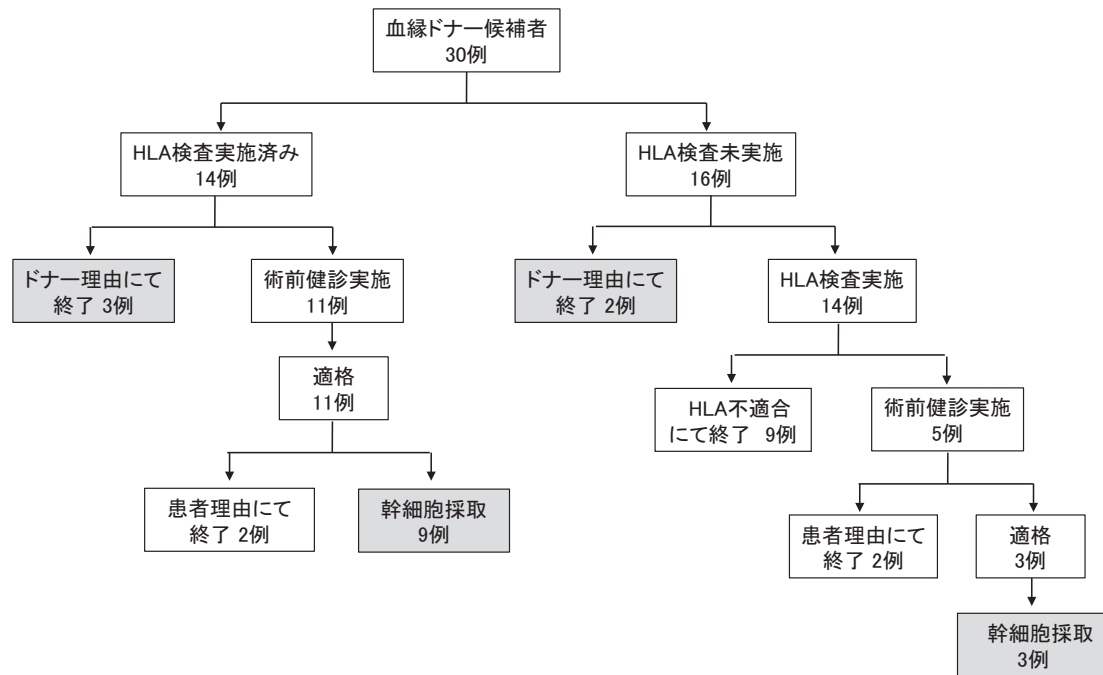 血縁ドナー候補者
30例
HLA検査実施済み
14例
HLA検査未実施
16例
ドナー理由にて
終了 3例
術前健診実施
11例
ドナー理由にて
終了 2例
HLA検査実施
14例
適格
11例
HLA不適合
にて終了 9例
術前健診実施
5例
患者理由にて
終了 2例
幹細胞採取
9例
患者理由にて
終了 2例
適格
3例
幹細胞採取
3例